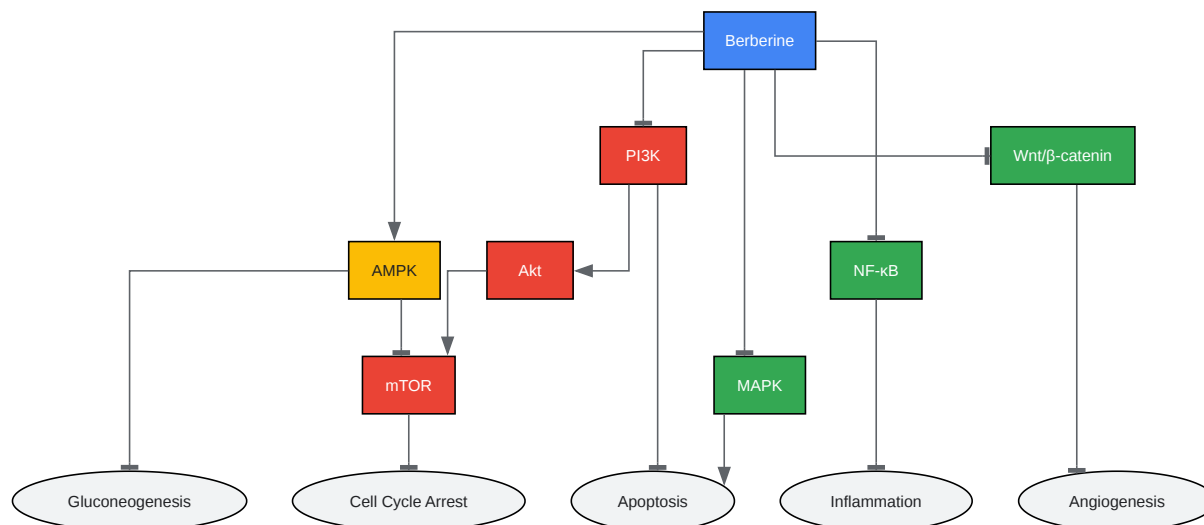 Berberine
PI3K
Wnt/β-catenin
AMPK
Akt
NF-κB
mTOR
MAPK
Gluconeogenesis
Cell Cycle Arrest
Apoptosis
Inflammation
Angiogenesis